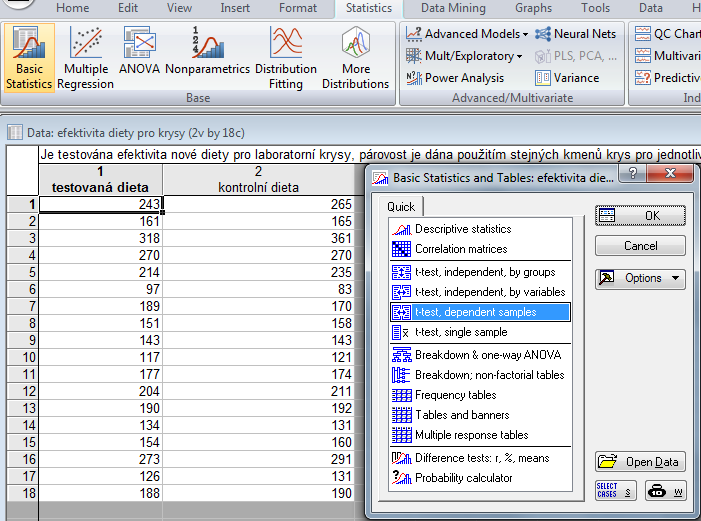 Home Edit View Insert Format Statistics Data Mining Graphs Tools Data
Basic Statistics
Multiple Regression
ANOVA
Nonparametrics
Distribution Fitting
More Distributions
Base
Advanced Models
Mult/Exploratory
Power Analysis
Neural Nets
PLS, PCA, ...
Variance
Advanced/Multivariate
QC Chart
Multivari
Predictive
Ind
Data: efektivita diety pro krysy (2v by 18c)
Je testována efektivita nové diety pro laboratorní krysy, párovost je dána použitím stejných kmenů krys pro jednotliv
1 2
testovaná dieta kontrolní dieta
1 243 265
2 161 165
3 318 361
4 270 270
5 214 235
6 97 83
7 189 170
8 151 158
9 143 143
10 117 121
11 177 174
12 204 211
13 190 192
14 134 131
15 154 160
16 273 291
17 126 131
18 188 190
Basic Statistics and Tables: efektivita die...
Quick
Descriptive statistics
Correlation matrices
t-test, independent, by groups
t-test, independent, by variables
t-test, dependent samples
t-test, single sample
Breakdown & one-way ANOVA
Breakdown; non-factorial tables
Frequency tables
Tables and banners
Multiple response tables
Difference tests: r, %, means
Probability calculator
OK
Cancel
Options
Open Data
SELECT CASES S
W